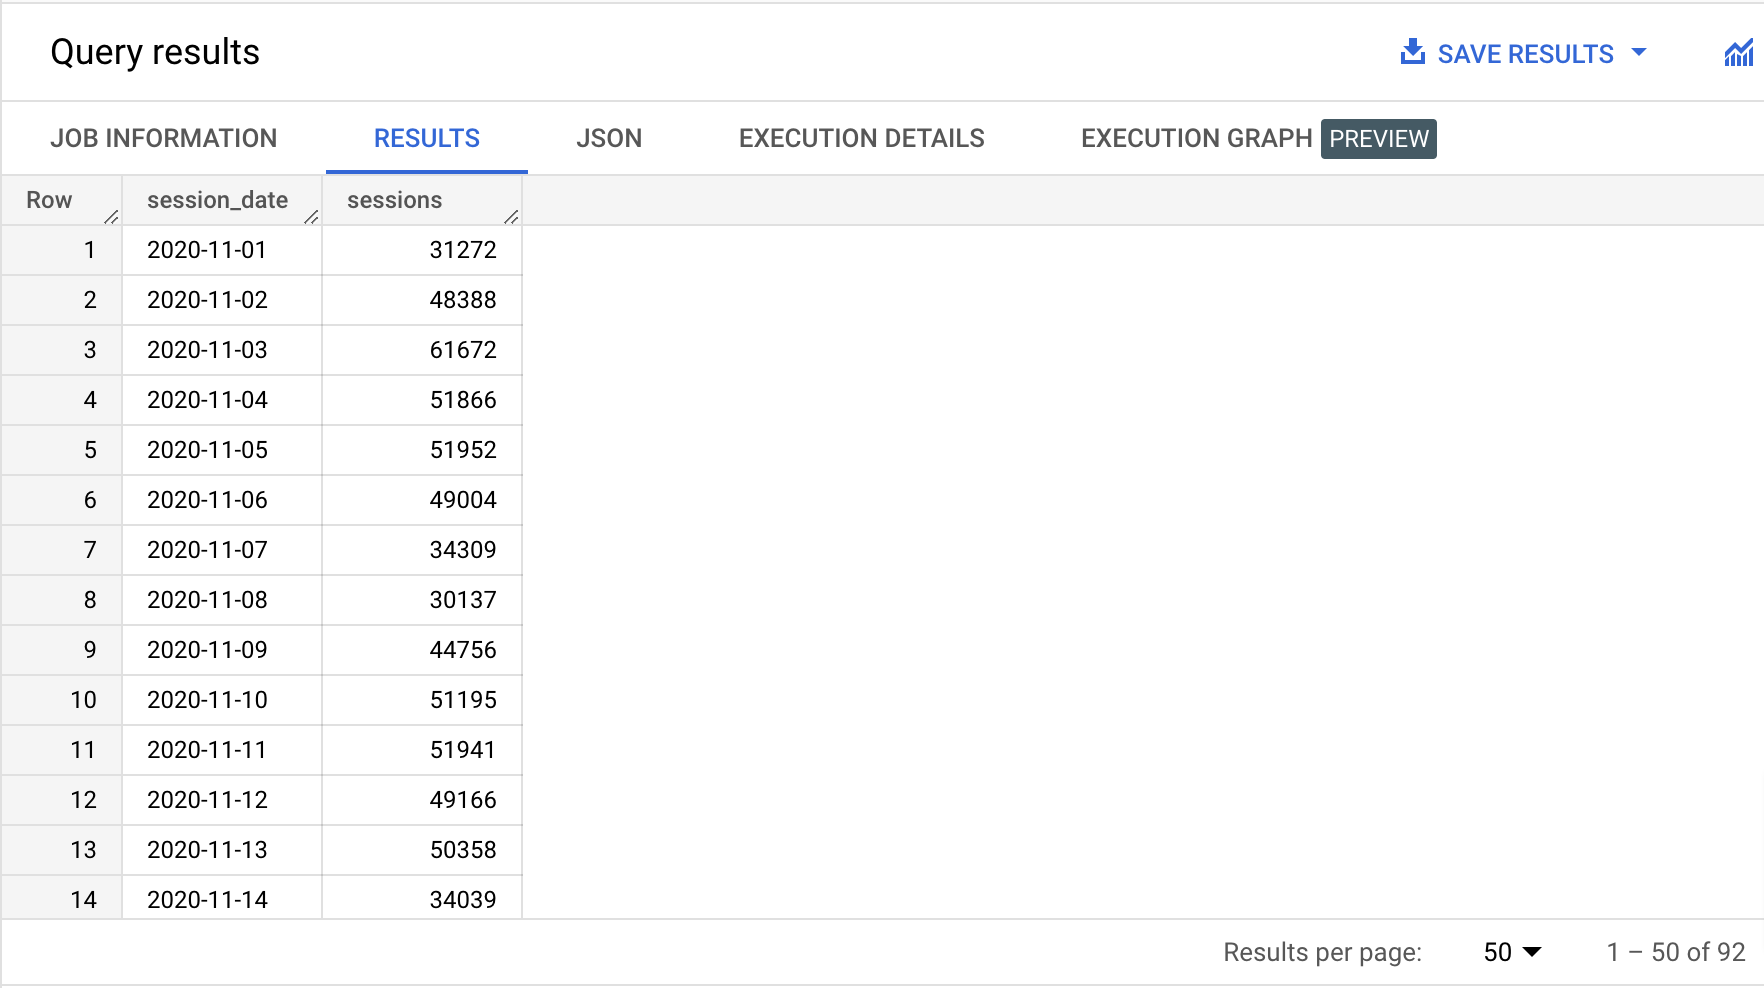 Query results
SAVE RESULTS
JOB INFORMATION RESULTS JSON EXECUTION DETAILS EXECUTION GRAPH PREVIEW
Row session_date sessions
1 2020-11-01 31272
2 2020-11-02 48388
3 2020-11-03 61672
4 2020-11-04 51866
5 2020-11-05 51952
6 2020-11-06 49004
7 2020-11-07 34309
8 2020-11-08 30137
9 2020-11-09 44756
10 2020-11-10 51195
11 2020-11-11 51941
12 2020-11-12 49166
13 2020-11-13 50358
14 2020-11-14 34039
Results per page: 50 1 – 50 of 92